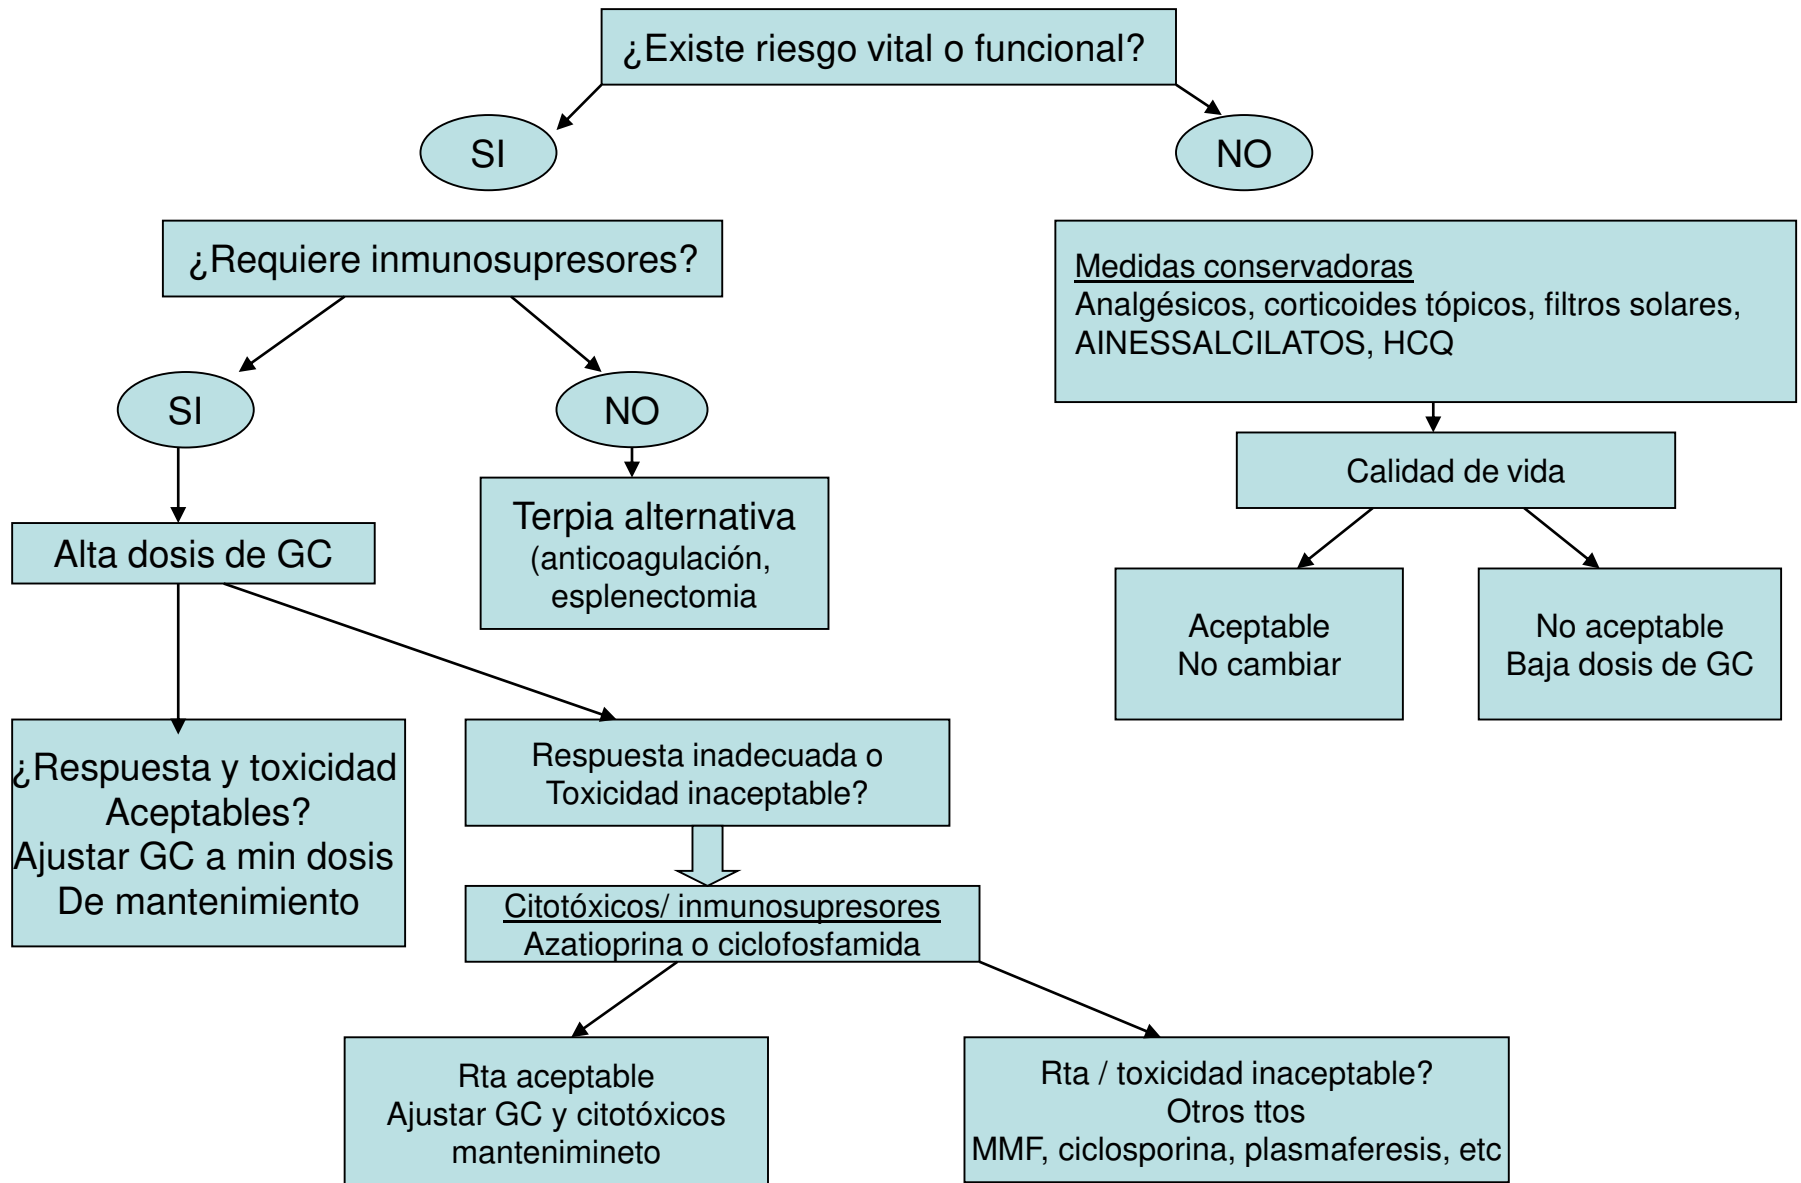 ¿Existe riesgo vital o funcional?
SI
NO
¿Requiere inmunosupresores?
Medidas conservadoras
Analgésicos, corticoides tópicos, filtros solares,
AINESSALCILATOS, HCQ
SI
NO
Calidad de vida
Terpia alternativa
(anticoagulación,
esplenectomia
Alta dosis de GC
Aceptable
No cambiar
No aceptable
Baja dosis de GC
¿Respuesta y toxicidad
Aceptables?
Ajustar GC a min dosis
De mantenimiento
Respuesta inadecuada o
Toxicidad inaceptable?
Citotóxicos/ inmunosupresores
Azatioprina o ciclofosfamida
Rta aceptable
Ajustar GC y citotóxicos
mantenimineto
Rta / toxicidad inaceptable?
Otros ttos
MMF, ciclosporina, plasmaferesis, etc